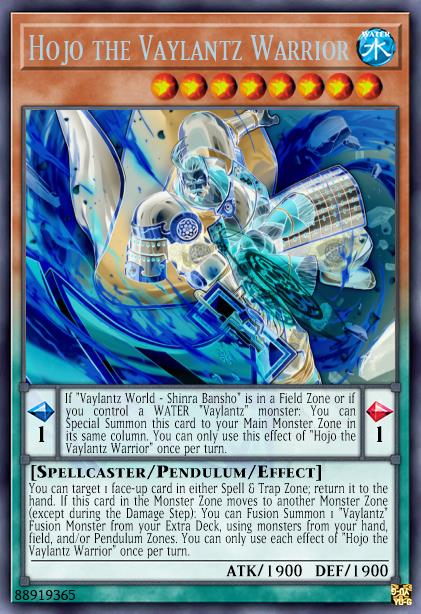 Hojo the Vaylantz Warrior
WATER
水
If "Vaylantz World - Shinra Bansho" is in a Field Zone or if
you control a WATER "Vaylantz" monster: You can
Special Summon this card to your Main Monster Zone in
its same column. You can only use this effect of "Hojo the
Vaylantz Warrior" once per turn.
1
1
[Spellcaster/Pendulum/Effect]
You can target 1 face-up card in either Spell & Trap Zone; return it to the
hand. If this card in the Monster Zone moves to another Monster Zone
(except during the Damage Step): You can Fusion Summon 1 "Vaylantz"
Fusion Monster from your Extra Deck, using monsters from your hand,
field, and/or Pendulum Zones. You can only use each effect of "Hojo the
Vaylantz Warrior" once per turn.
ATK/1900 DEF/1900
88919365